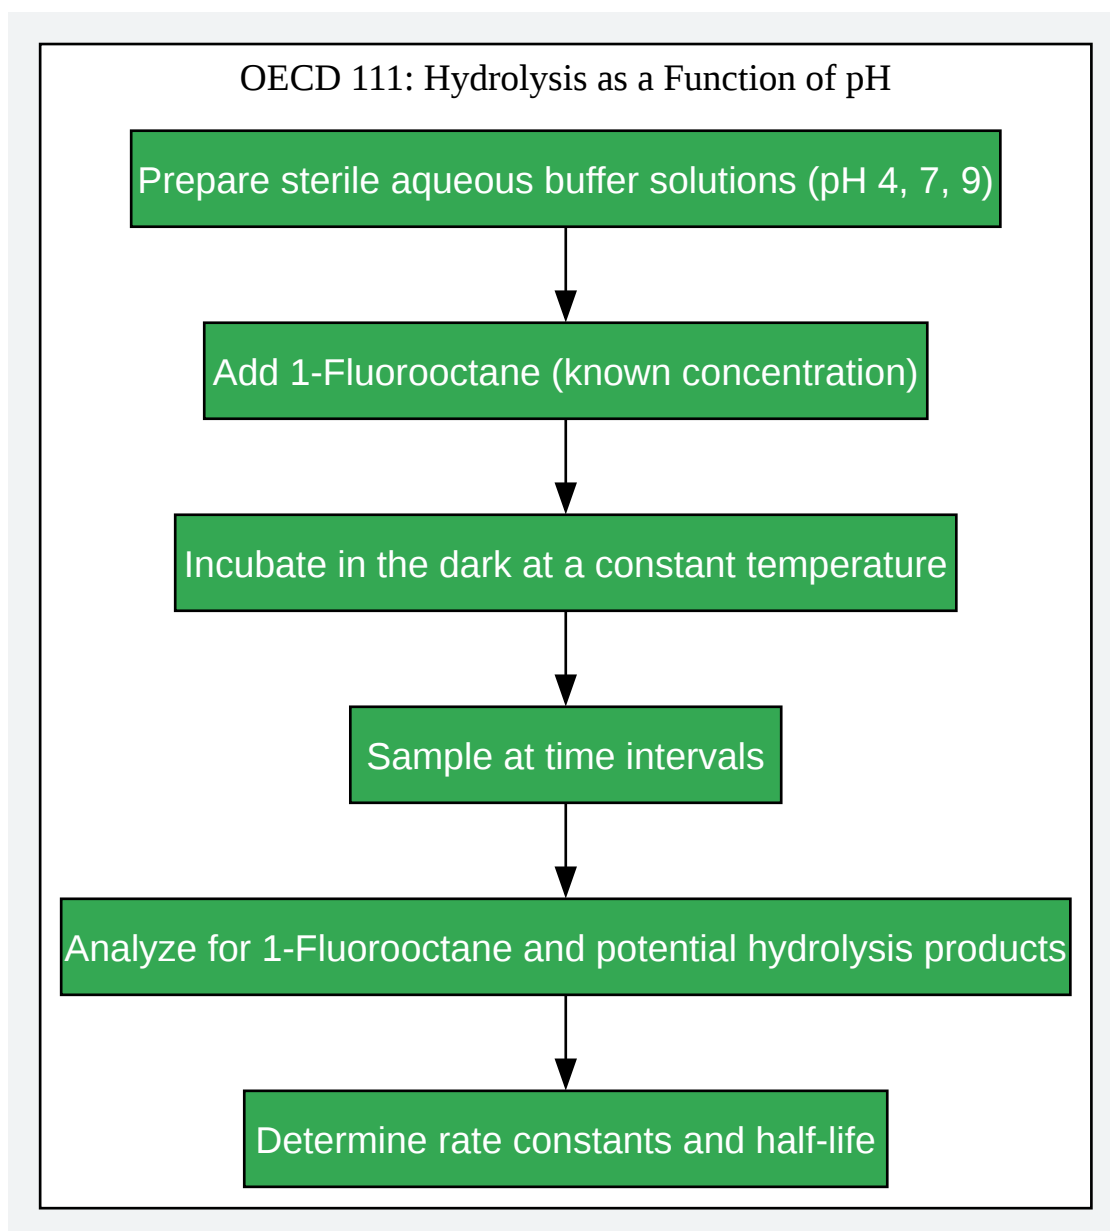 OECD 111: Hydrolysis as a Function of pH
Prepare sterile aqueous buffer solutions (pH 4, 7, 9)
Add 1-Fluorooctane (known concentration)
Incubate in the dark at a constant temperature
Sample at time intervals
Analyze for 1-Fluorooctane and potential hydrolysis products
Determine rate constants and half-life